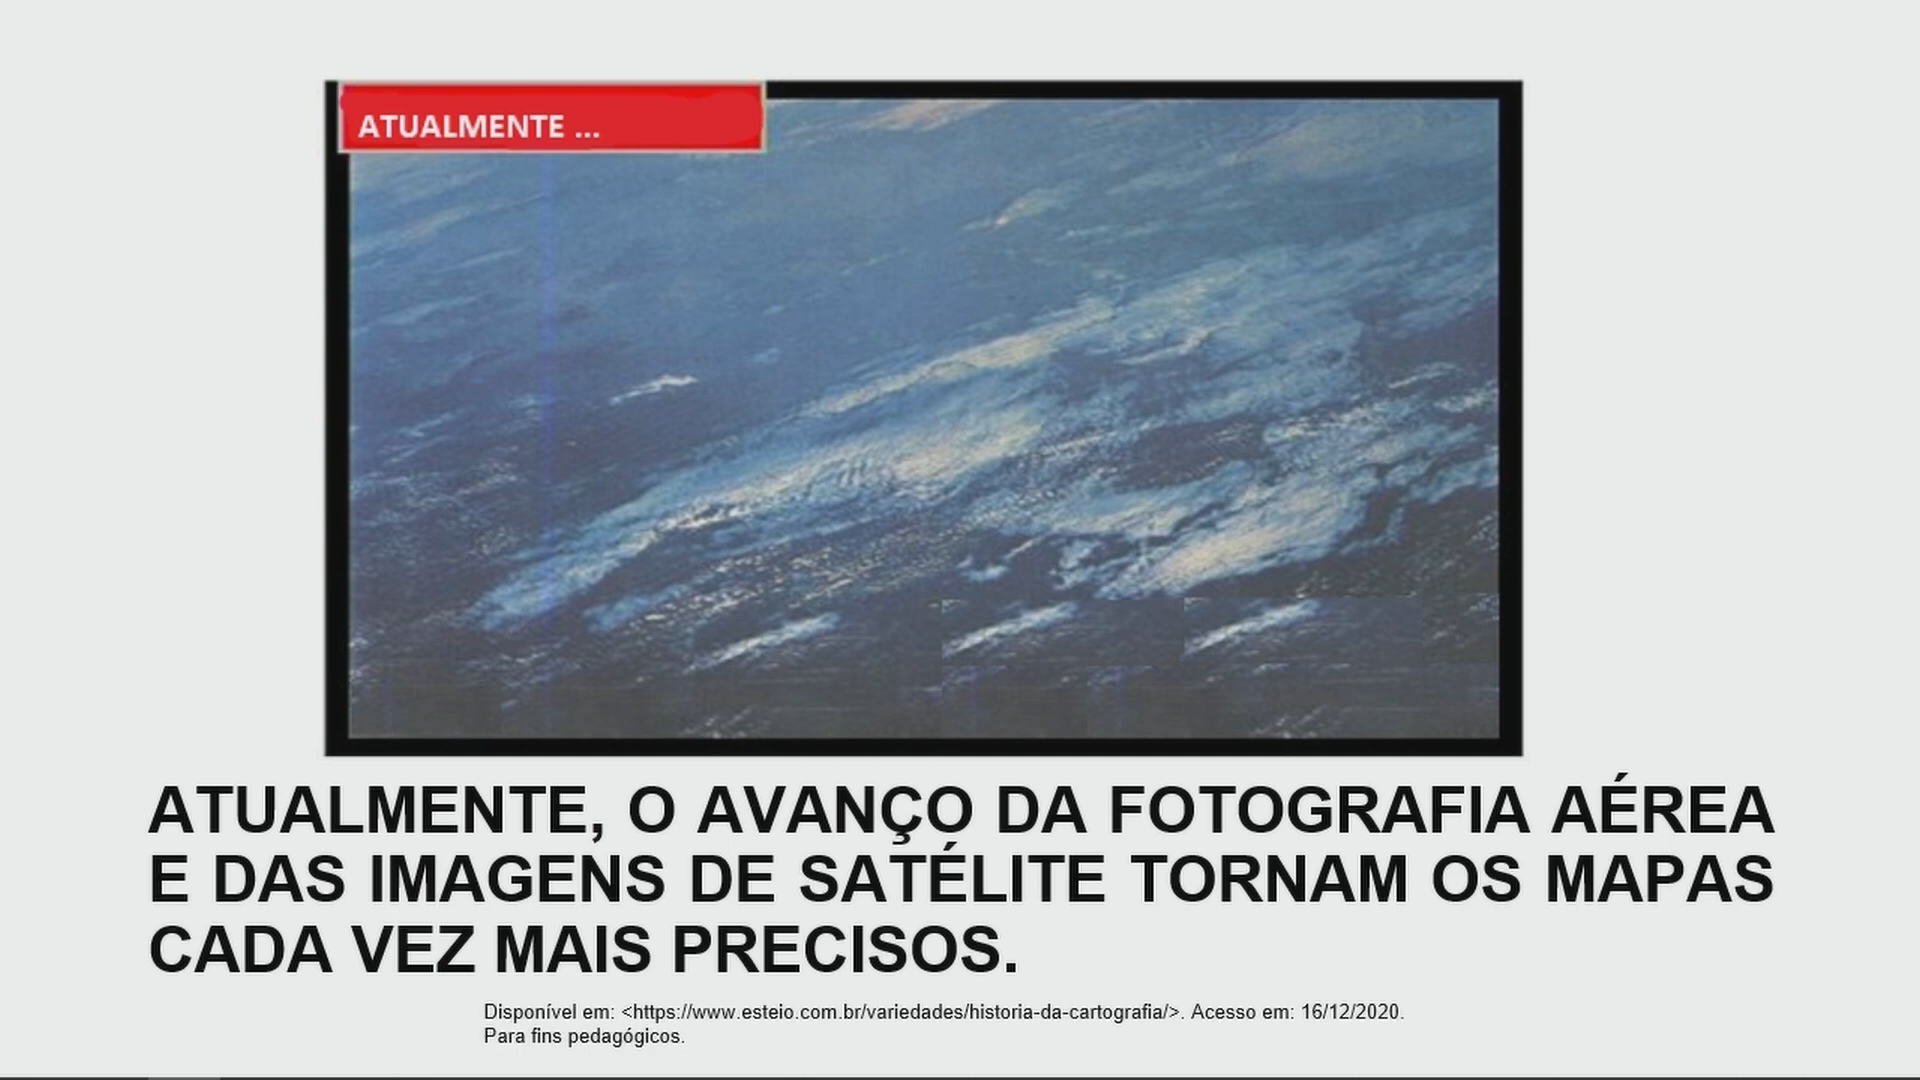 ATUALMENTE ...
ATUALMENTE, O AVANÇO DA FOTOGRAFIA AÉREA
E DAS IMAGENS DE SATÉLITE TORNAM OS MAPAS
CADA VEZ MAIS PRECISOS.
Disponível em: <https://www.esteio.com.br/variedades/historia-da-cartografia/>. Acesso em: 16/12/2020.
Para fins pedagógicos.